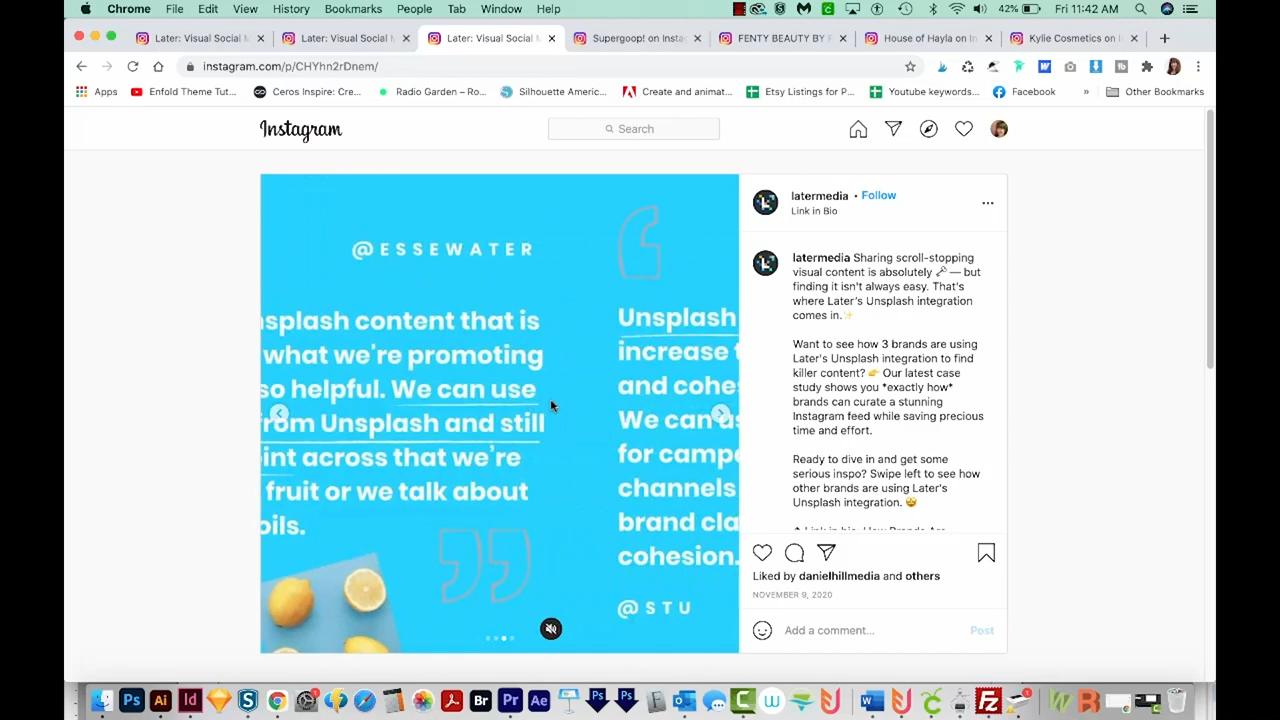 Chrome File Edit View History Bookmarks People Tab Window Help 42% Fri 11:42 AM
Later: Visual Social Later: Visual Social Later: Visual Social Supergoop! on Insta FENTY BEAUTY BY House of Hayla on In Kylie Cosmetics on
instagram.com/p/CHYhn2rDnem/
Apps Enfold Theme Tut... Ceros Inspire: Cre... Radio Garden – Ro... Silhouette Americ... Create and animat... Etsy Listings for P... Youtube keywords... Facebook » Other Bookmarks
Instagram
Search
latermedia • Follow
Link in Bio
@ESSEWATER
nsplash content that is
what we're promoting
so helpful. We can use
from Unsplash and still
int across that we're
fruit or we talk about
oils.
Unsplash
increase
and cohe
We can us
for campa
channels
brand cla
cohesion.
@STU
latermedia Sharing scroll-stopping
visual content is absolutely 🗝 — but
finding it isn't always easy. That's
where Later's Unsplash integration
comes in.✨
Want to see how 3 brands are using
Later's Unsplash integration to find
killer content? 👉 Our latest case
study shows you *exactly how*
brands can curate a stunning
Instagram feed while saving precious
time and effort.
Ready to dive in and get some
serious inspo? Swipe left to see how
other brands are using Later's
Unsplash integration. 🤩
Liked by danielhillmedia and others
NOVEMBER 9, 2020
Add a comment... Post
Ps Ai Id Br Pr Ae W Fz